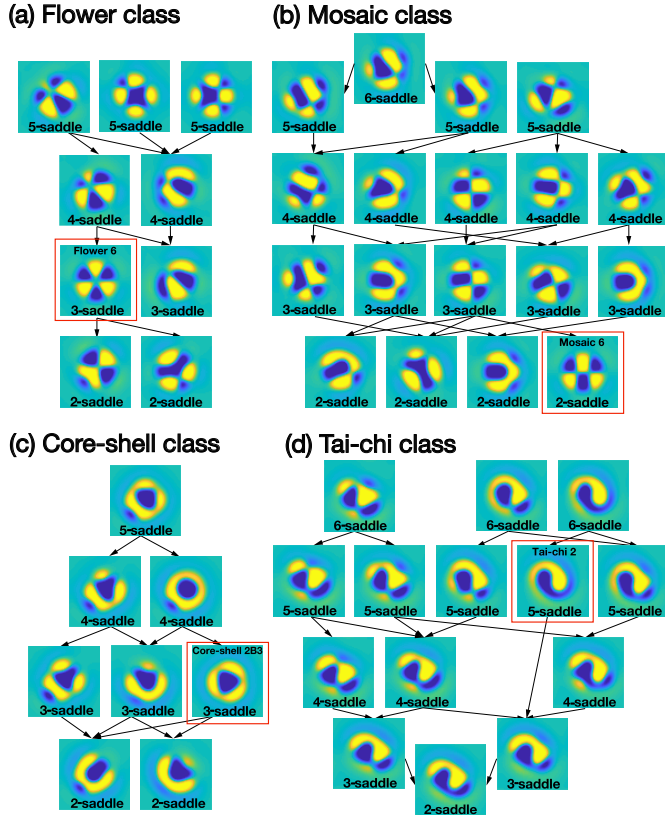 (a) Flower class
5-saddle 5-saddle 5-saddle
4-saddle 4-saddle
Flower 6
3-saddle 3-saddle
2-saddle 2-saddle
(b) Mosaic class
6-saddle
5-saddle 5-saddle 5-saddle
4-saddle 4-saddle 4-saddle 4-saddle 4-saddle
3-saddle 3-saddle 3-saddle 3-saddle 3-saddle
Mosaic 6
2-saddle 2-saddle 2-saddle 2-saddle
(c) Core-shell class
5-saddle
4-saddle 4-saddle
Core-shell 2B3
3-saddle 3-saddle 3-saddle
2-saddle 2-saddle
(d) Tai-chi class
6-saddle 6-saddle 6-saddle
Tai-chi 2
5-saddle 5-saddle 5-saddle 5-saddle 5-saddle
4-saddle 4-saddle 4-saddle
3-saddle 3-saddle
2-saddle